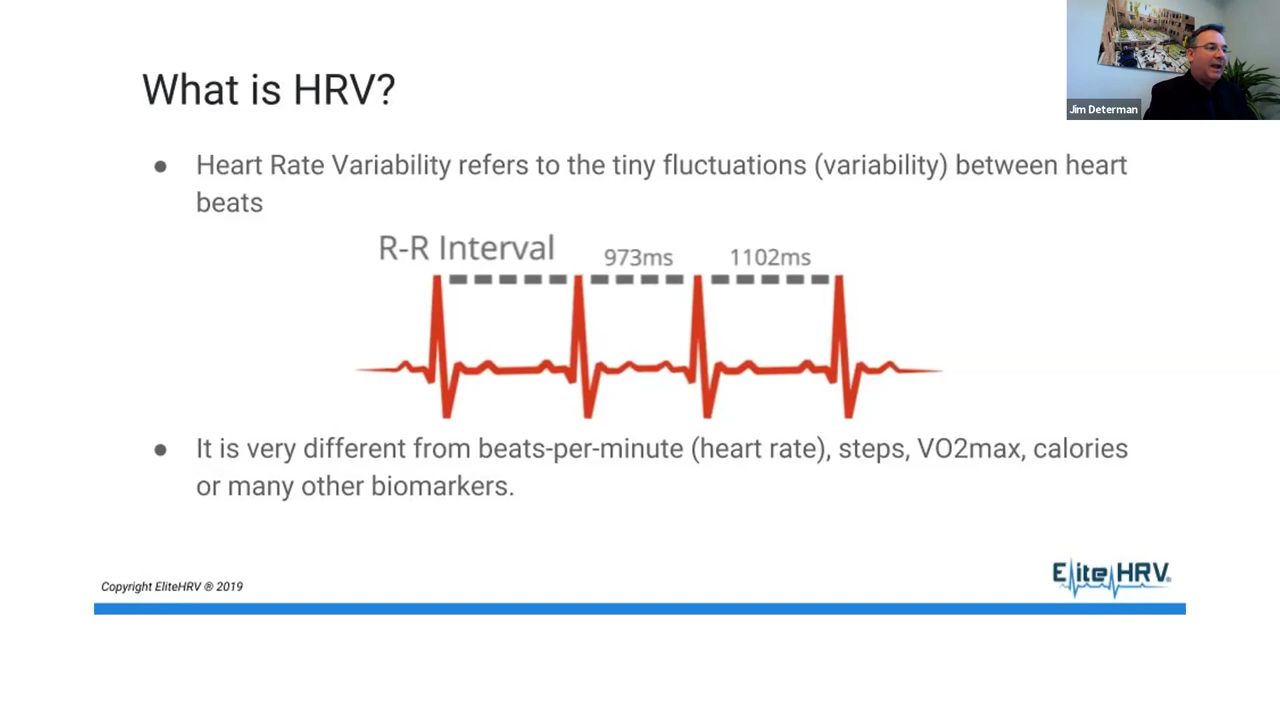 What is HRV?
Jim Determan
● Heart Rate Variability refers to the tiny fluctuations (variability) between heart
beats
R-R Interval 973ms 1102ms
● It is very different from beats-per-minute (heart rate), steps, VO2max, calories
or many other biomarkers.
Copyright EliteHRV ® 2019
EliteHRV®